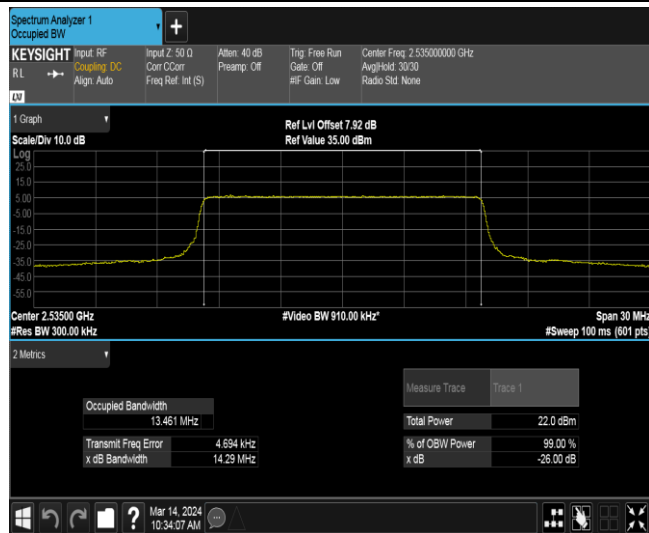 Spectrum Analyzer 1
Occupied BW
KEYSIGHT
RL
Input: RF
Coupling: DC
Align: Auto
Input Z: 50 Ω
Corr CCorr
Freq Ref: Int (S)
Atten: 40 dB
Preamp: Off
Trig: Free Run
Gate: Off
#IF Gain: Low
Center Freq: 2.535000000 GHz
Avg|Hold: 30/30
Radio Std: None
LXI
1 Graph
Scale/Div 10.0 dB
Ref Lvl Offset 7.92 dB
Ref Value 35.00 dBm
Log
25.0
15.0
5.00
-5.00
-15.0
-25.0
-35.0
-45.0
-55.0
Center 2.53500 GHz
#Video BW 910.00 kHz*
Span 30 MHz
#Res BW 300.00 kHz
#Sweep 100 ms (601 pts)
2 Metrics
Measure Trace
Trace 1
Occupied Bandwidth
13.461 MHz
Total Power
22.0 dBm
Transmit Freq Error
4.694 kHz
% of OBW Power
99.00 %
x dB Bandwidth
14.29 MHz
x dB
-26.00 dB
?
Mar 14, 2024
10:34:07 AM